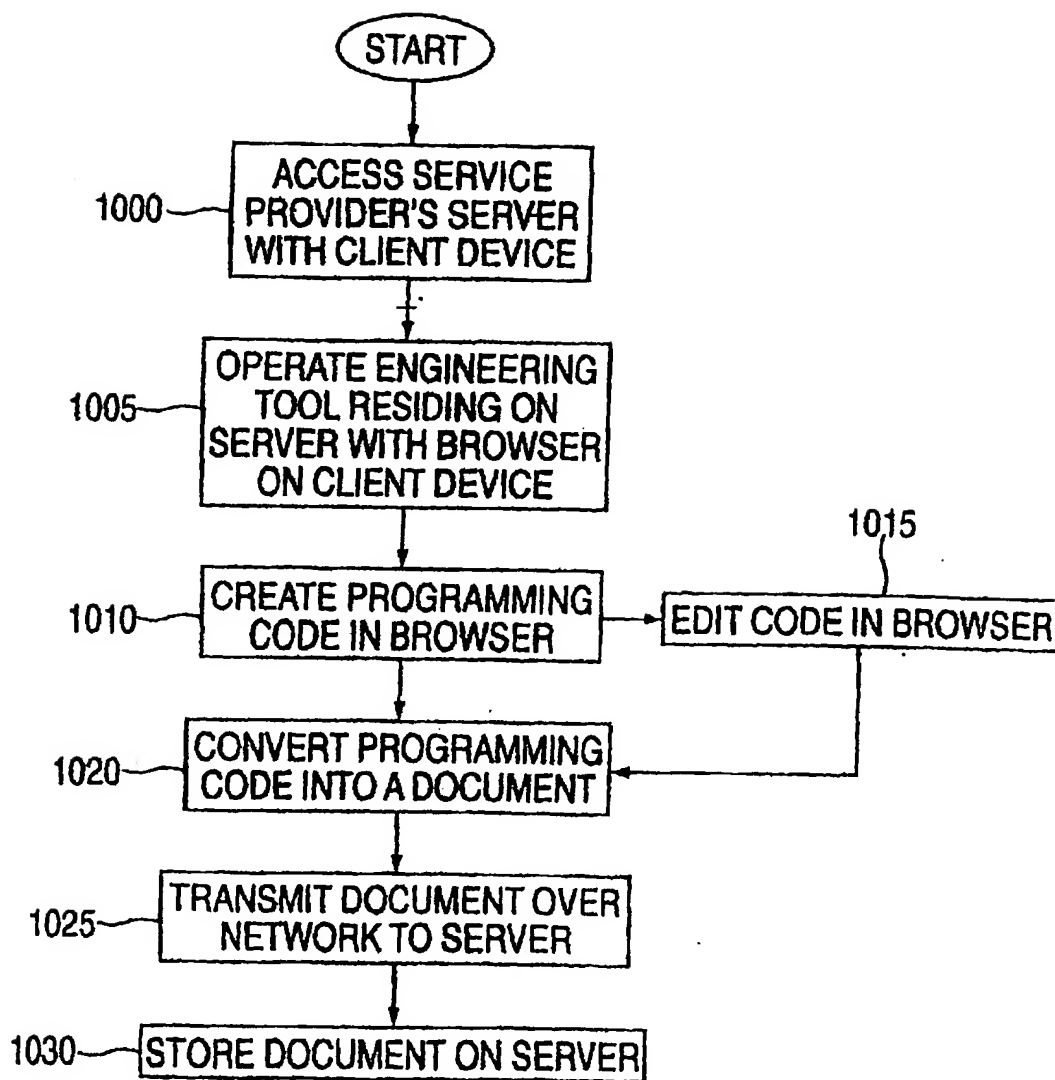 START
1000
ACCESS SERVICE
PROVIDER'S SERVER
WITH CLIENT DEVICE
1005
OPERATE ENGINEERING
TOOL RESIDING ON
SERVER WITH BROWSER
ON CLIENT DEVICE
1010
CREATE PROGRAMMING
CODE IN BROWSER
1015
EDIT CODE IN BROWSER
1020
CONVERT PROGRAMMING
CODE INTO A DOCUMENT
1025
TRANSMIT DOCUMENT OVER
NETWORK TO SERVER
1030
STORE DOCUMENT ON SERVER